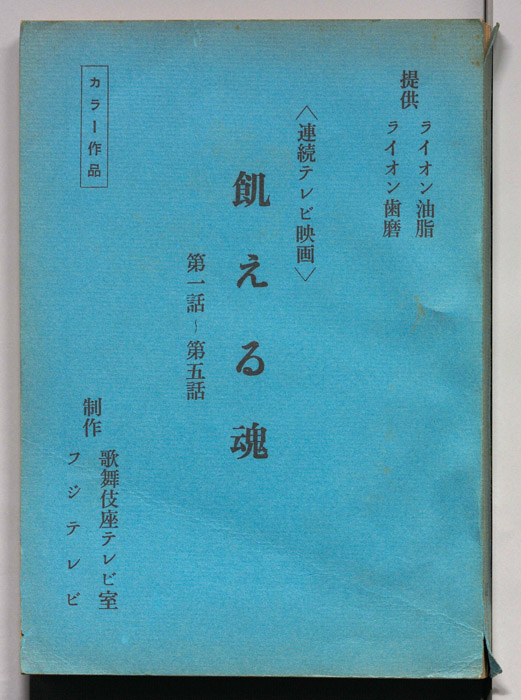 提供
ライオン油脂
ライオン歯磨
〈連続テレビ映画〉
飢える魂
第一話～第五話
カラー作品
制作
歌舞伎座テレビ室
フジテレビ